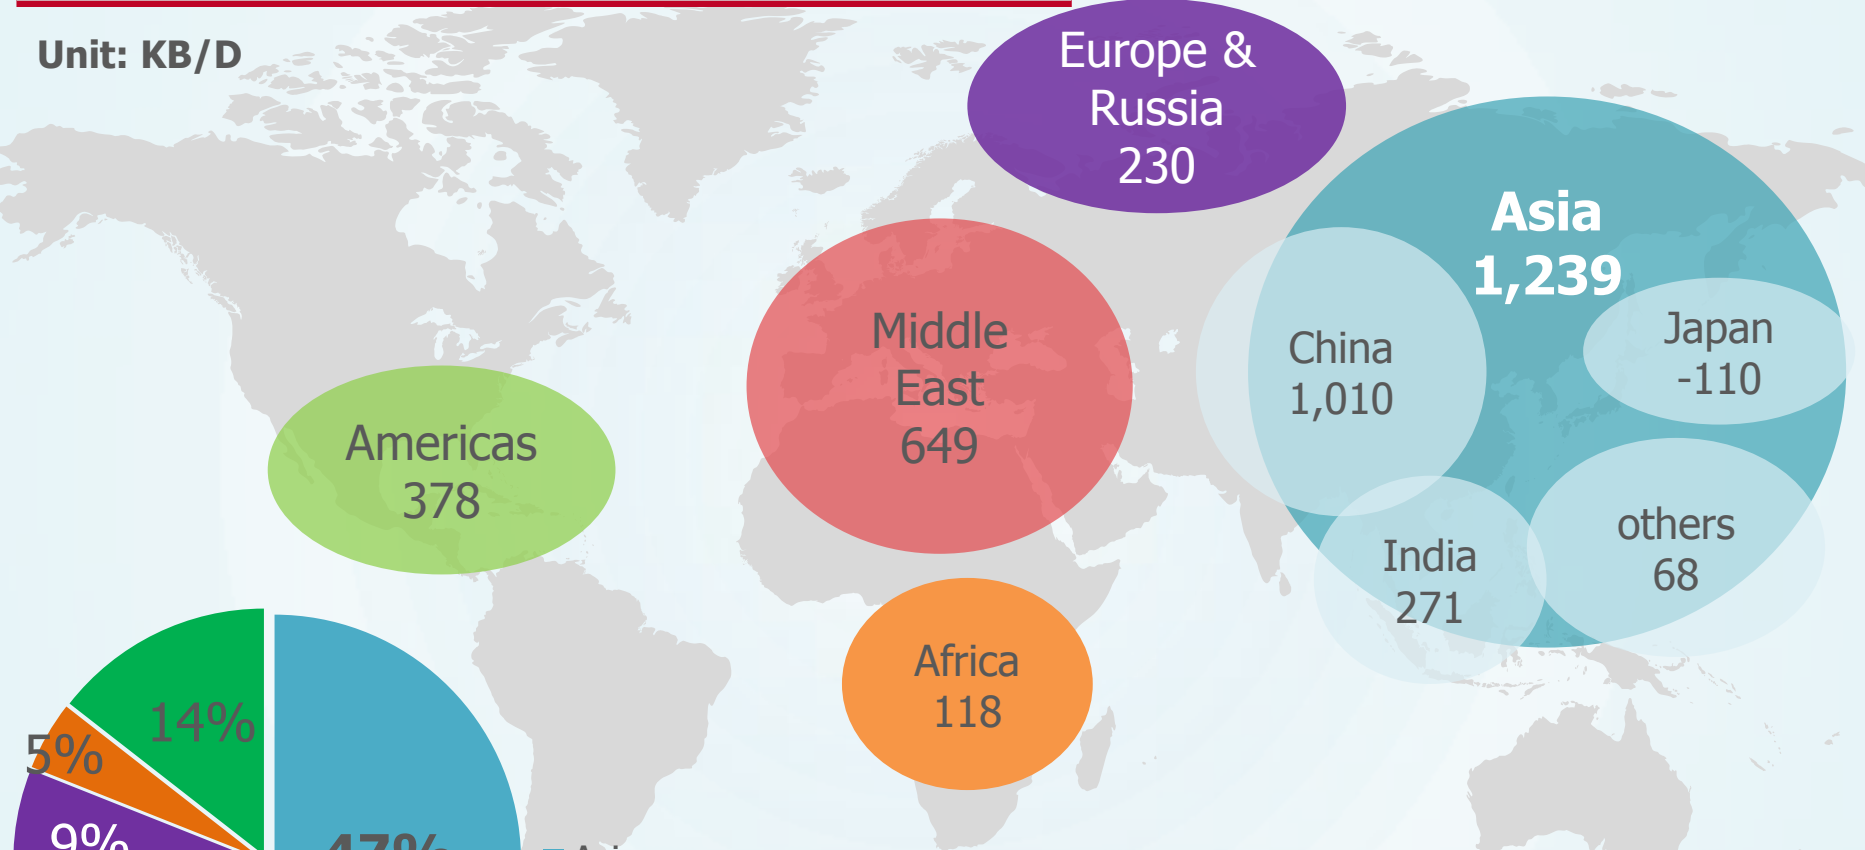 Unit: KB/D
Europe &
Russia
230
Asia
1,239
Middle
East
649
China
1,010
Japan
-110
Americas
378
India
271
others
68
Africa
118
14%
5%
9%
47%